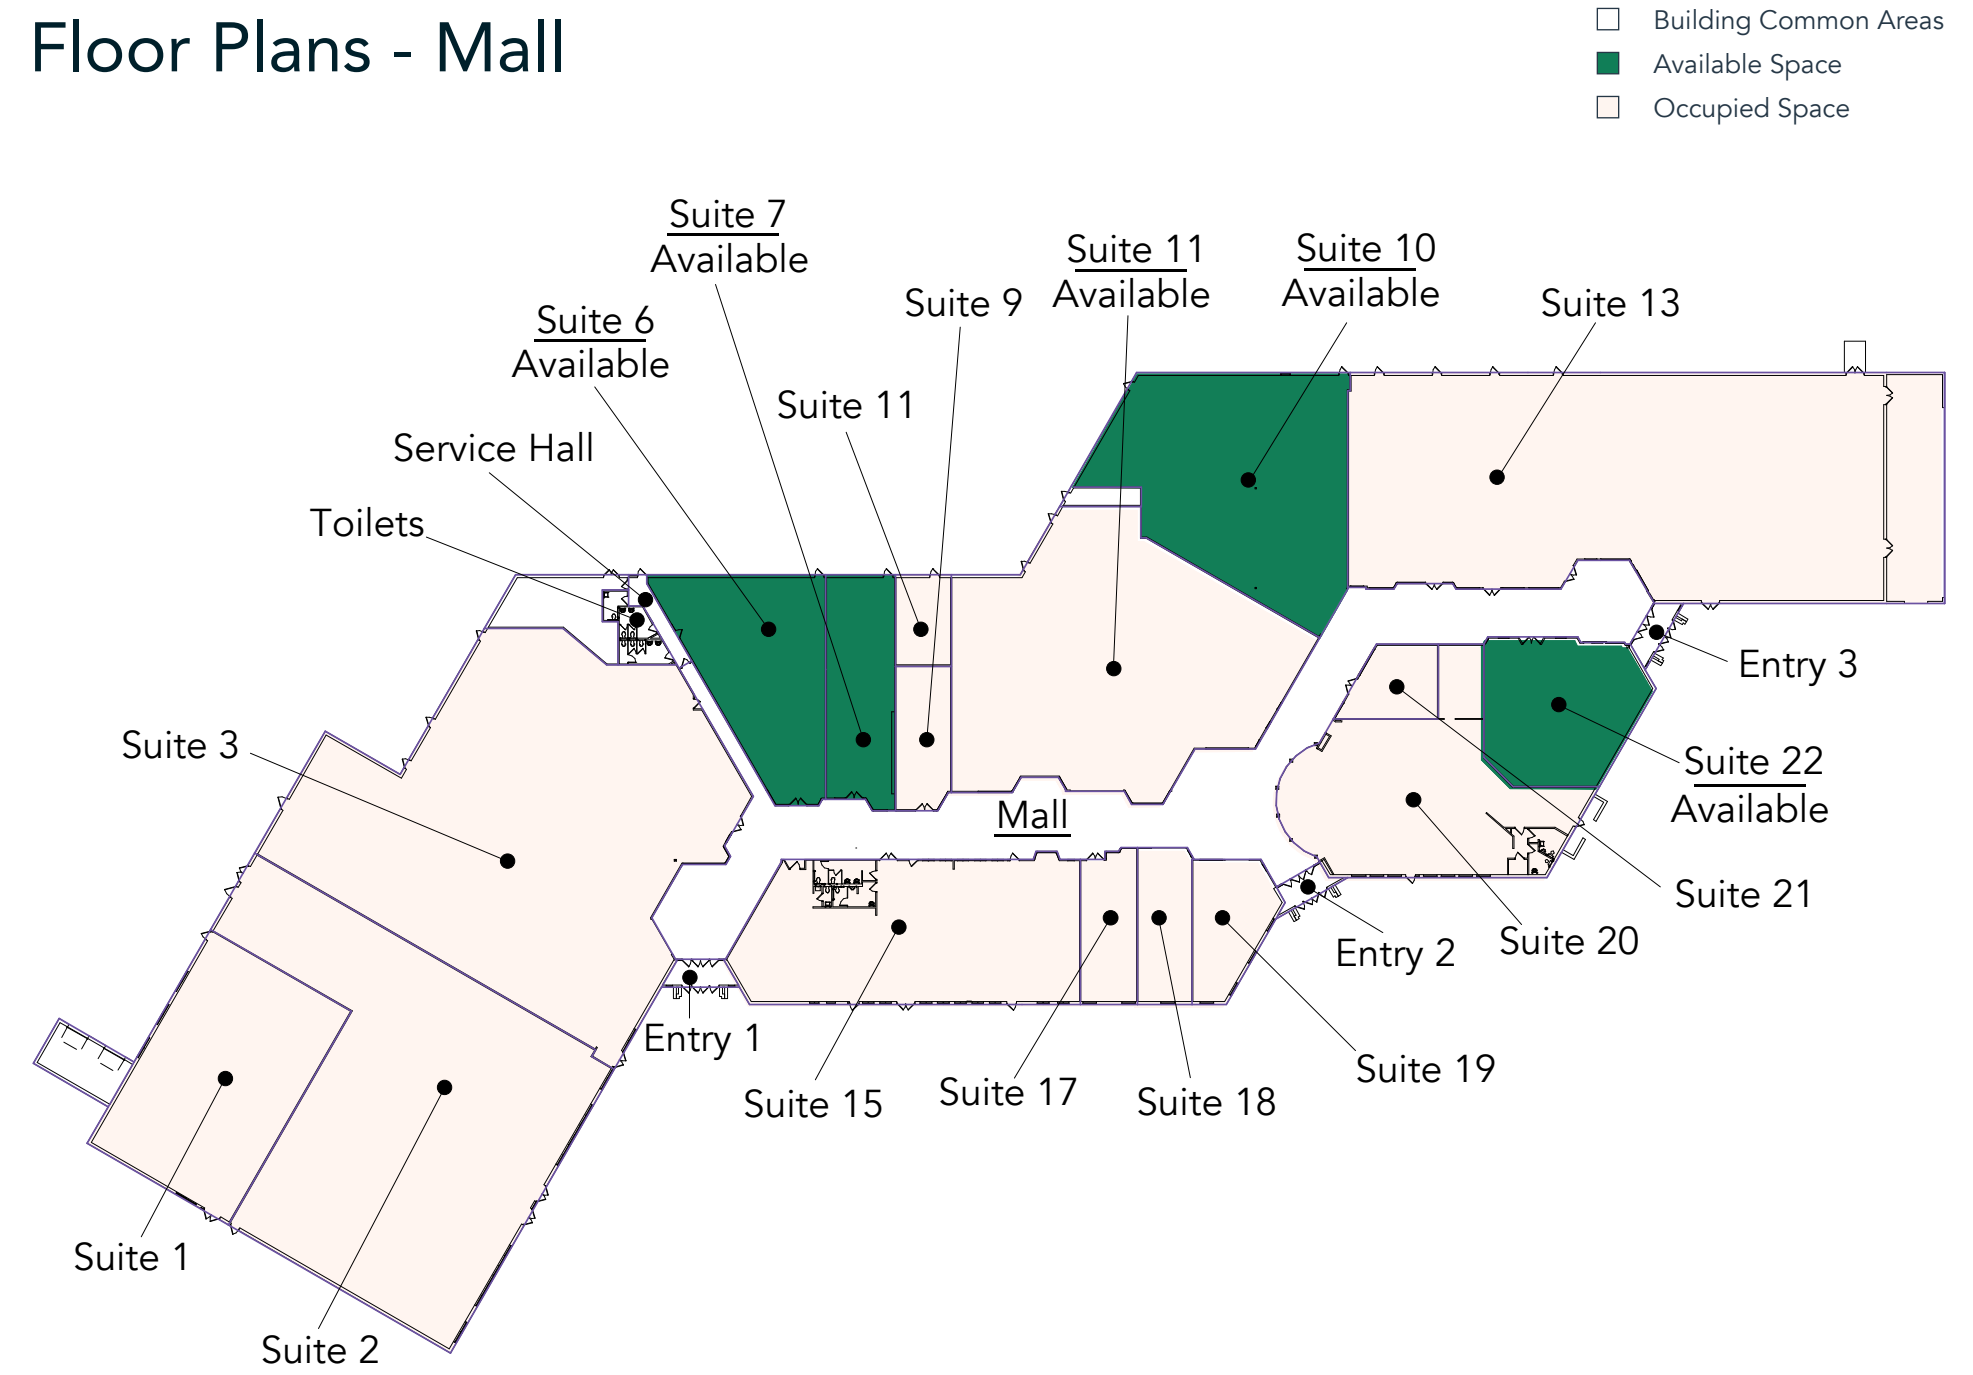 Floor Plans - Mall
Building Common Areas
Available Space
Occupied Space
Suite 7
Available
Suite 11
Available
Suite 10
Available
Suite 9
Suite 13
Suite 6
Available
Suite 11
Service Hall
Toilets
Entry 3
Suite 3
Suite 22
Available
Mall
Suite 21
Suite 20
Entry 2
Entry 1
Suite 19
Suite 15
Suite 17
Suite 18
Suite 1
Suite 2